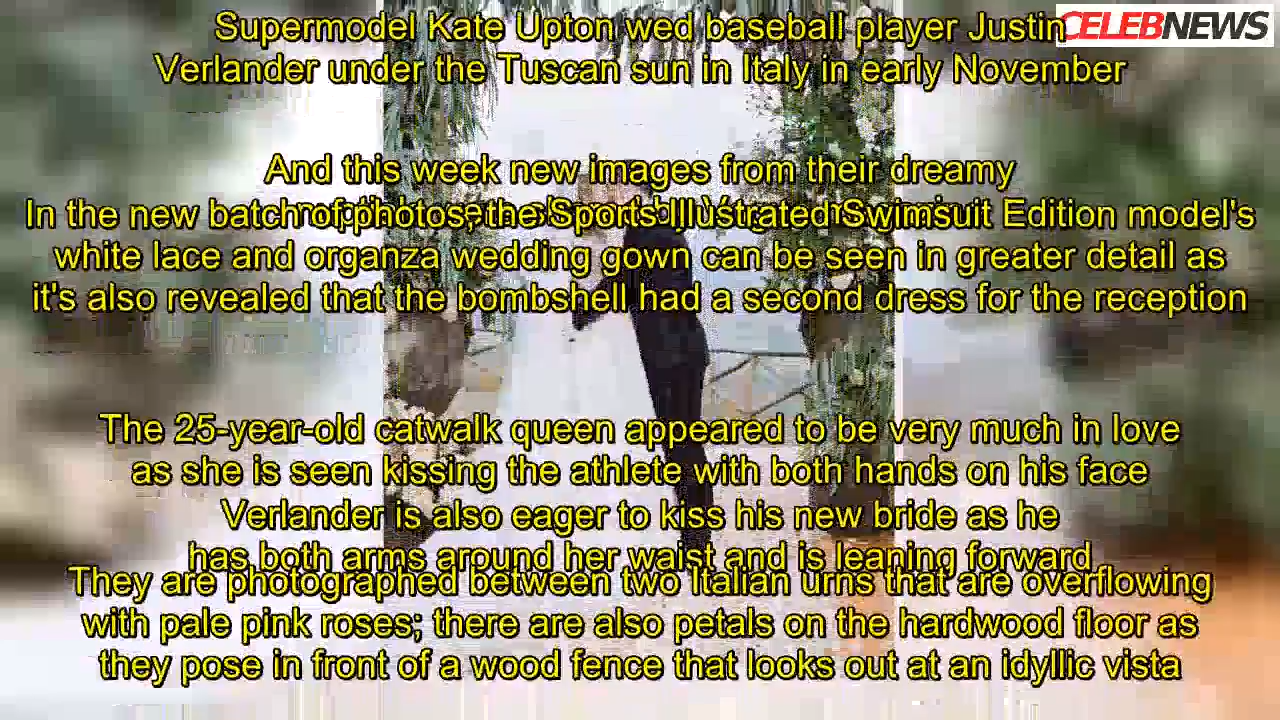 Supermodel Kate Upton wed baseball player Justin
CELEBNEWS
Verlander under the Tuscan sun in Italy in early November
And this week new images from their dreamy
In the new batch of photos, the Sports Illustrated Swimsuit Edition model's
white lace and organza wedding gown can be seen in greater detail as
it's also revealed that the bombshell had a second dress for the reception
The 25-year-old catwalk queen appeared to be very much in love
as she is seen kissing the athlete with both hands on his face
Verlander is also eager to kiss his new bride as he
has both arms around her waist and is leaning forward
They are photographed between two Italian urns that are overflowing
with pale pink roses; there are also petals on the hardwood floor as
they pose in front of a wood fence that looks out at an idyllic vista